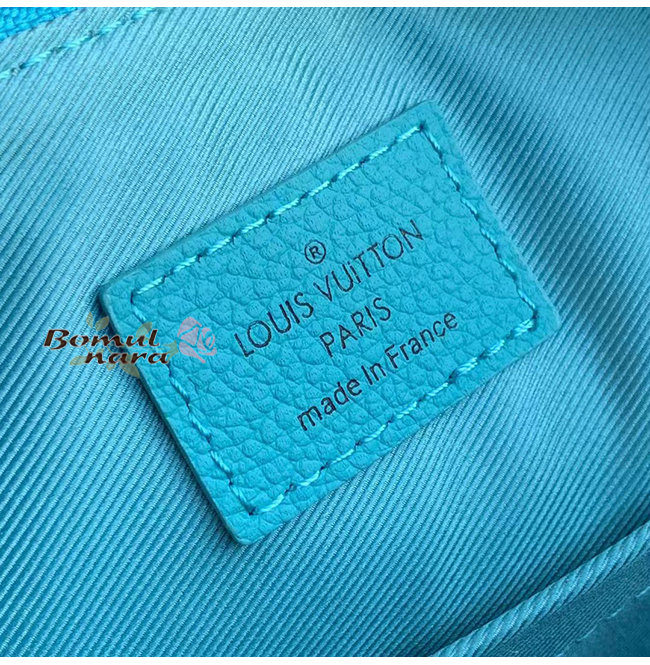 ®
LOUIS VUITTON
PARIS
made In France
Bomul
nara